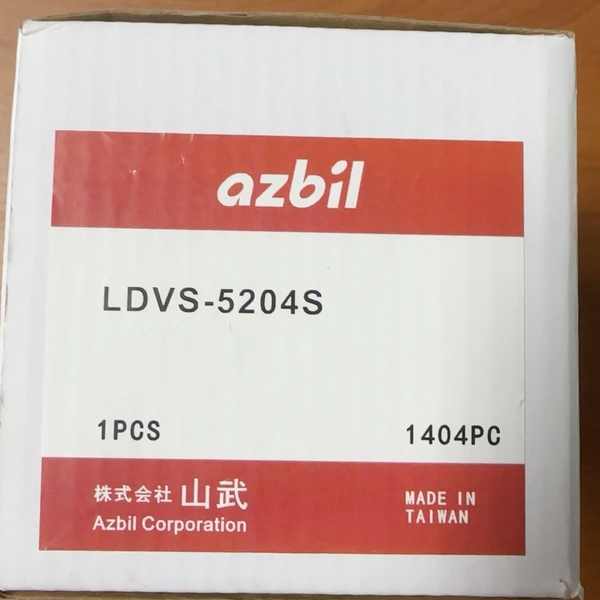 azbil
LDVS-5204S
1PCS
1404PC
株式会社 山武
Azbil Corporation
MADE IN
TAIWAN